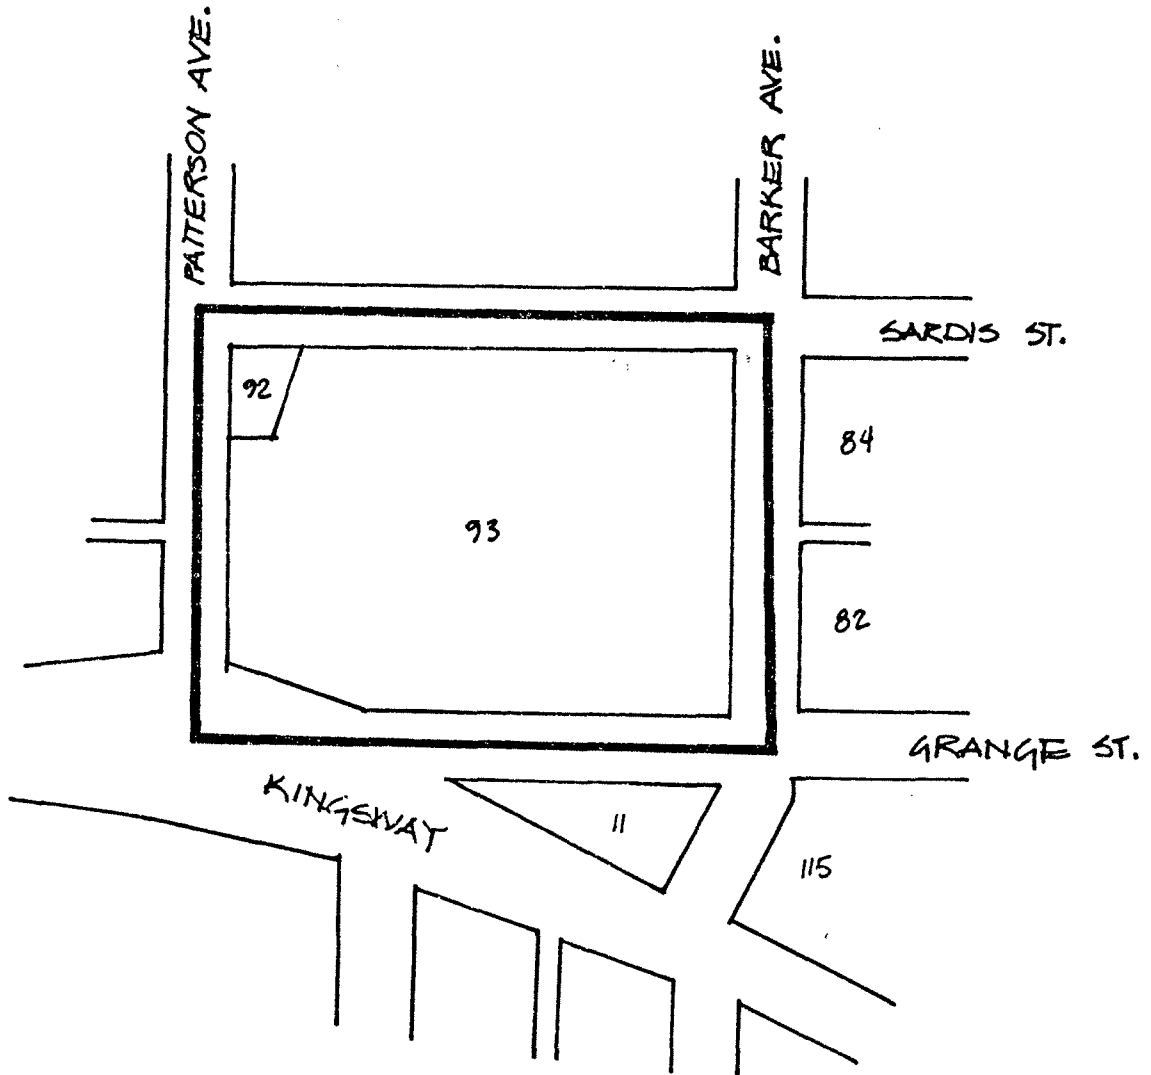 PATTERSON AVE.
BARKER AVE.
SARDIS ST.
92
84
93
82
GRANGE ST.
KINGSWAY
11
115